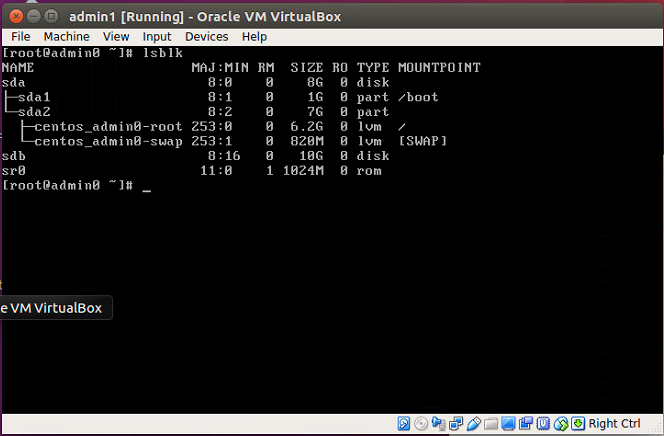 admin1 [Running] - Oracle VM VirtualBox
File Machine View Input Devices Help
[root@admin0 ~]# lsblk
NAME                    MAJ:MIN RM  SIZE RO TYPE MOUNTPOINT
sda                       8:0    0    8G  0 disk
├─sda1                    8:1    0    1G  0 part /boot
└─sda2                    8:2    0    7G  0 part
  ├─centos_admin0-root  253:0    0  6.2G  0 lvm  /
  └─centos_admin0-swap  253:1    0  820M  0 lvm  [SWAP]
sdb                       8:16   0   10G  0 disk
sr0                      11:0    1 1024M  0 rom
[root@admin0 ~]# _
e VM VirtualBox
Right Ctrl